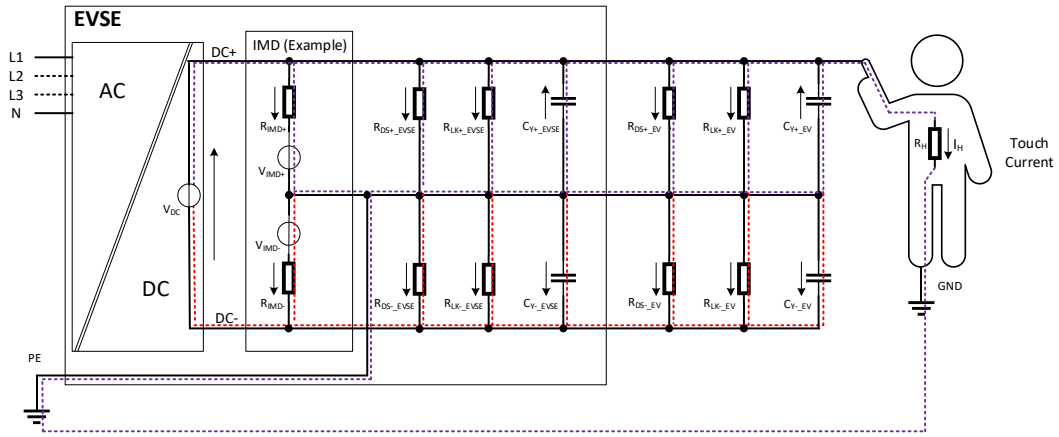 EVSE
IMD (Example)
DC+
L1
L2
L3
N
AC
R_IMD+
R_DS+_EVSE
R_LK+_EVSE
C_Y+_EVSE
R_DS+_EV
R_LK+_EV
C_Y+_EV
R_H
I_H
Touch
Current
V_IMD+
V_DC
V_IMD-
DC
R_IMD-
R_DS-_EVSE
R_LK-_EVSE
C_Y-_EVSE
R_DS-_EV
R_LK-_EV
C_Y-_EV
GND
DC-
PE